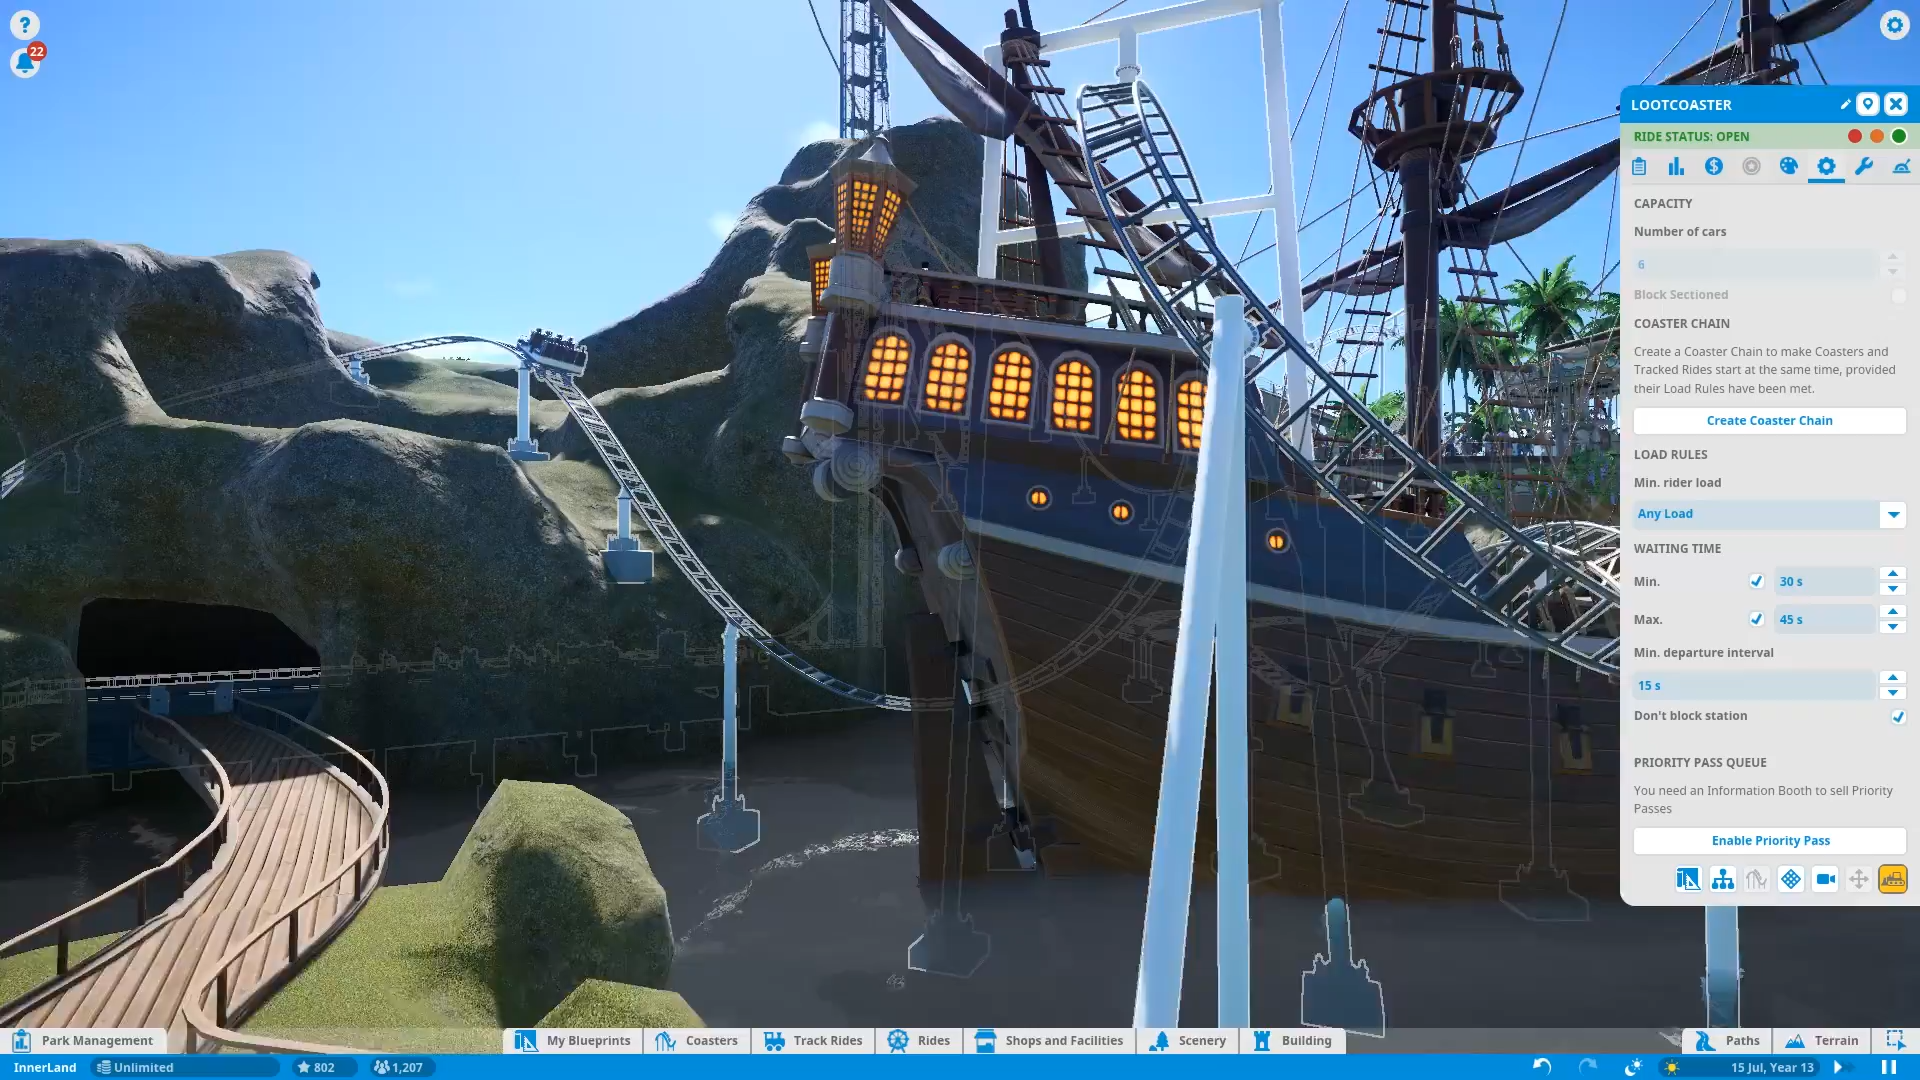 ?
22
LOOTCOASTER
RIDE STATUS: OPEN
CAPACITY
Number of cars
6
Block Sectioned
COASTER CHAIN
Create a Coaster Chain to make Coasters and
Tracked Rides start at the same time, provided
their Load Rules have been met.
Create Coaster Chain
LOAD RULES
Min. rider load
Any Load
WAITING TIME
Min. 30 s
Max. 45 s
Min. departure interval
15 s
Don't block station
PRIORITY PASS QUEUE
You need an Information Booth to sell Priority
Passes
Enable Priority Pass
Park Management My Blueprints Coasters Track Rides Rides Shops and Facilities Scenery Building Paths Terrain
InnerLand Unlimited 802 1,207 15 Jul, Year 13